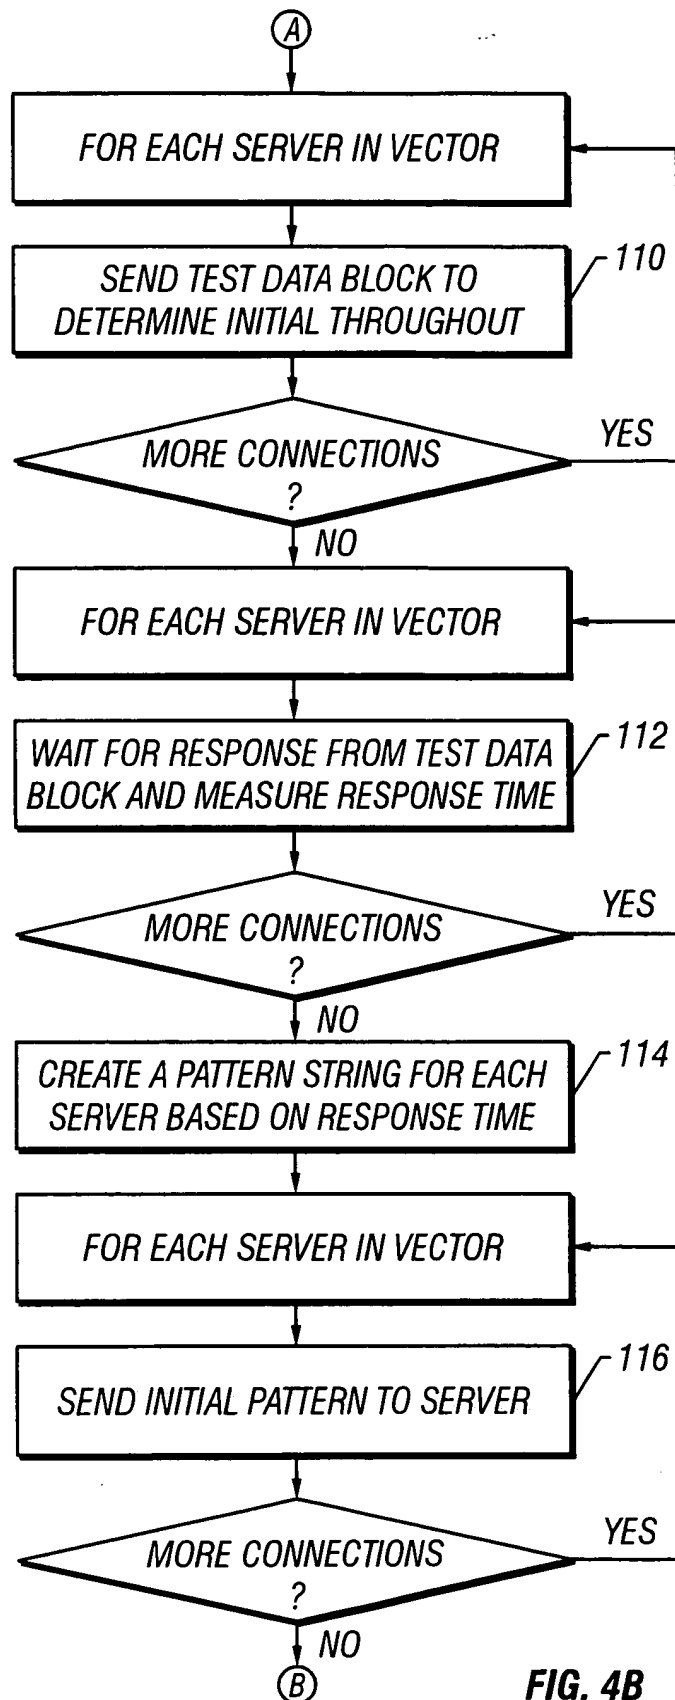 A
FOR EACH SERVER IN VECTOR
110
SEND TEST DATA BLOCK TO
DETERMINE INITIAL THROUGHOUT
MORE CONNECTIONS
?
YES
NO
FOR EACH SERVER IN VECTOR
112
WAIT FOR RESPONSE FROM TEST DATA
BLOCK AND MEASURE RESPONSE TIME
MORE CONNECTIONS
?
YES
NO
114
CREATE A PATTERN STRING FOR EACH
SERVER BASED ON RESPONSE TIME
FOR EACH SERVER IN VECTOR
116
SEND INITIAL PATTERN TO SERVER
MORE CONNECTIONS
?
YES
NO
B
FIG. 4B